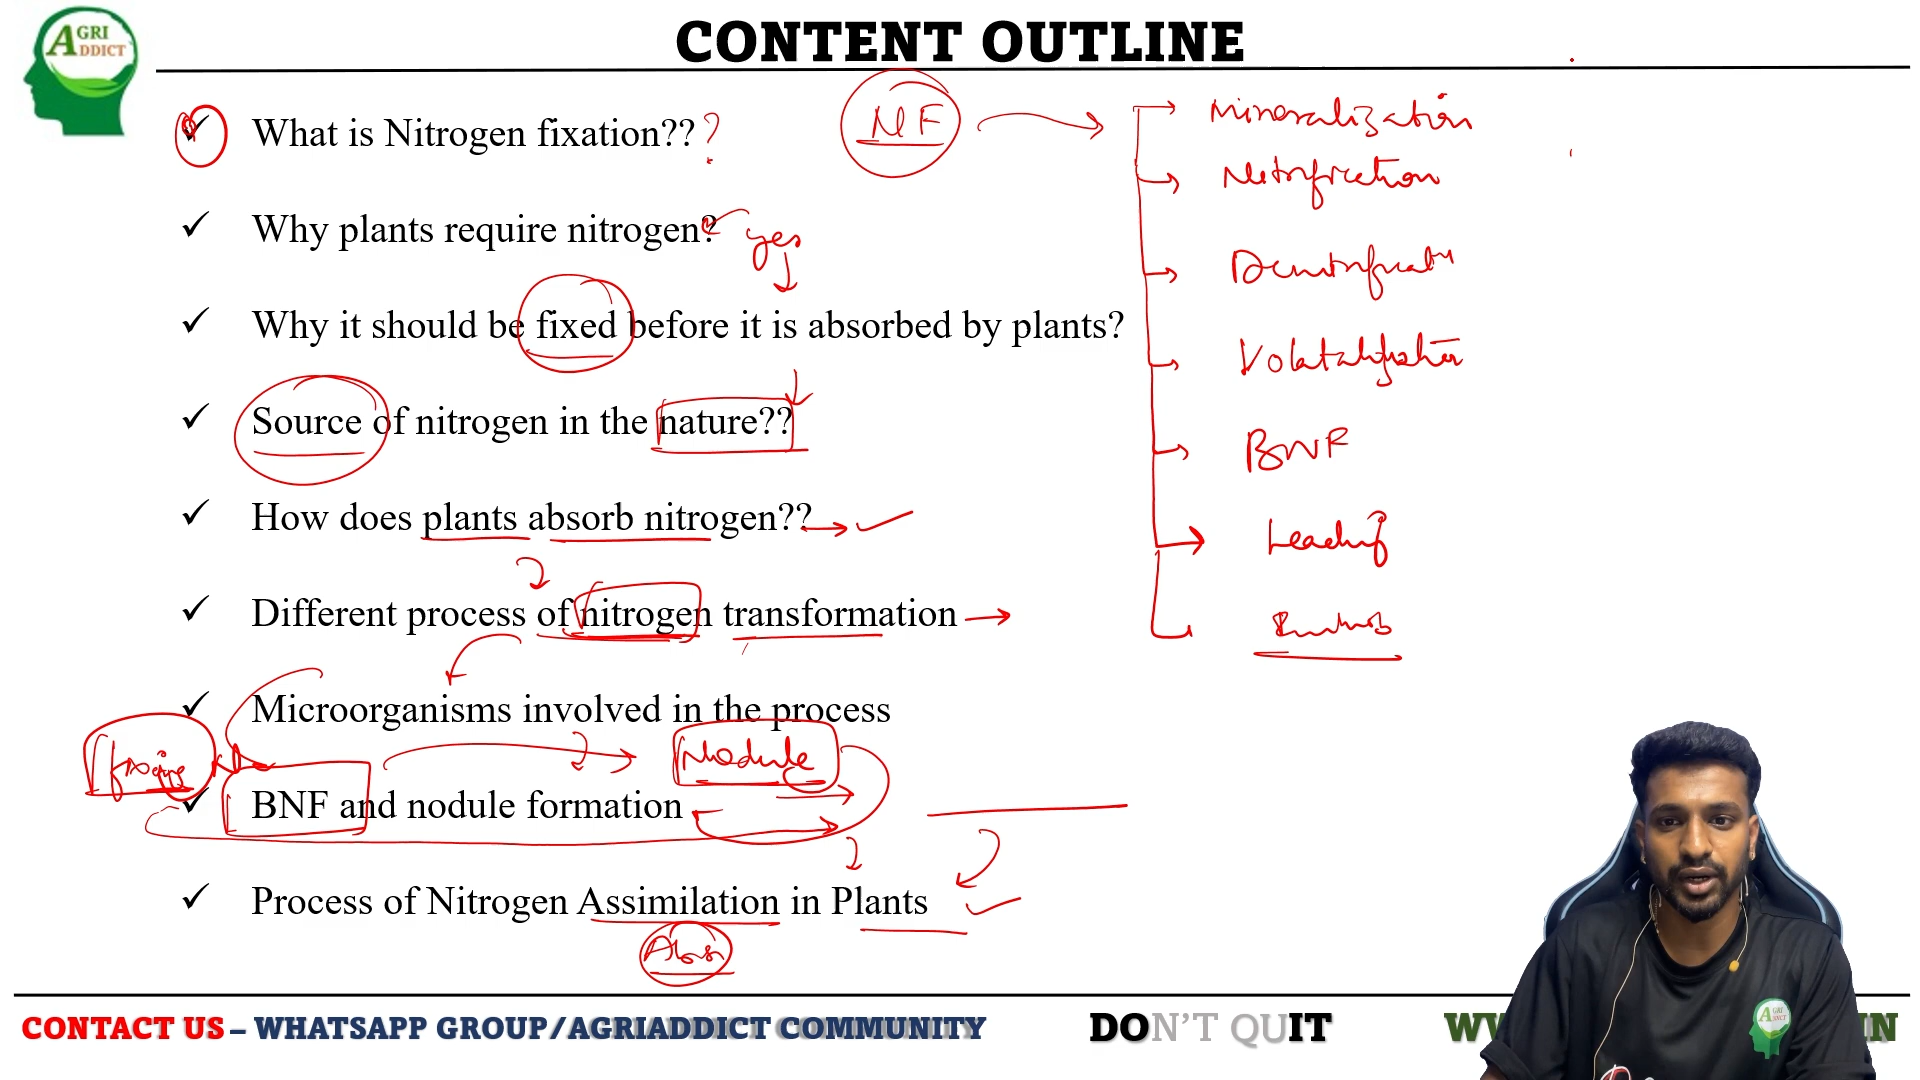 AGRI
ADDICT
CONTENT OUTLINE
✓ What is Nitrogen fixation?? ?
NF
Mineralization
Nitrification
✓ Why plants require nitrogen?
yes
✓ Why it should be fixed before it is absorbed by plants?
✓ Source of nitrogen in the nature??
BNF
✓ How does plants absorb nitrogen??
✓ Different process of nitrogen transformation
✓ Microorganisms involved in the process
Nodule
✓ BNF and nodule formation
✓ Process of Nitrogen Assimilation in Plants
CONTACT US – WHATSAPP GROUP/AGRIADDICT COMMUNITY
DON'T QUIT